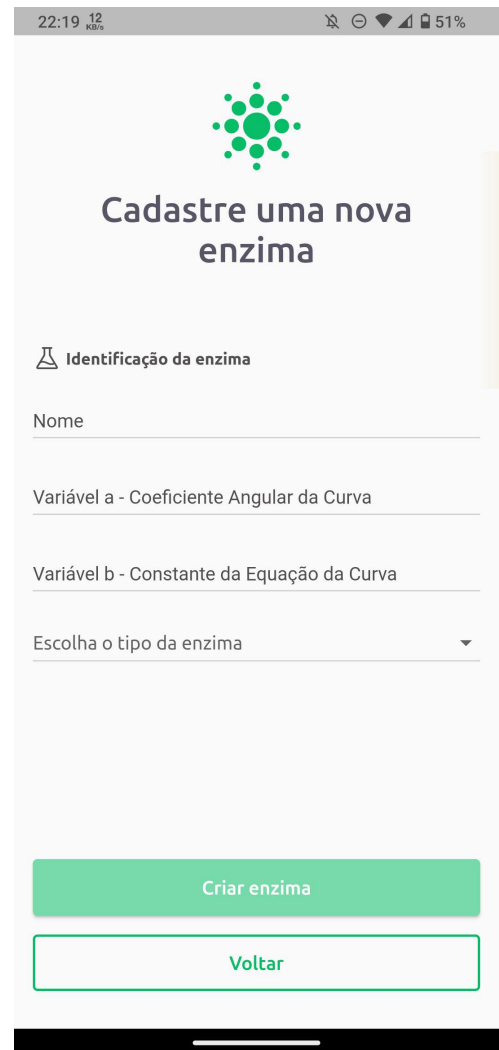 22:19 12 KB/s 51%
Cadastre uma nova
enzima
Identificação da enzima
Nome
Variável a - Coeficiente Angular da Curva
Variável b - Constante da Equação da Curva
Escolha o tipo da enzima
Criar enzima
Voltar